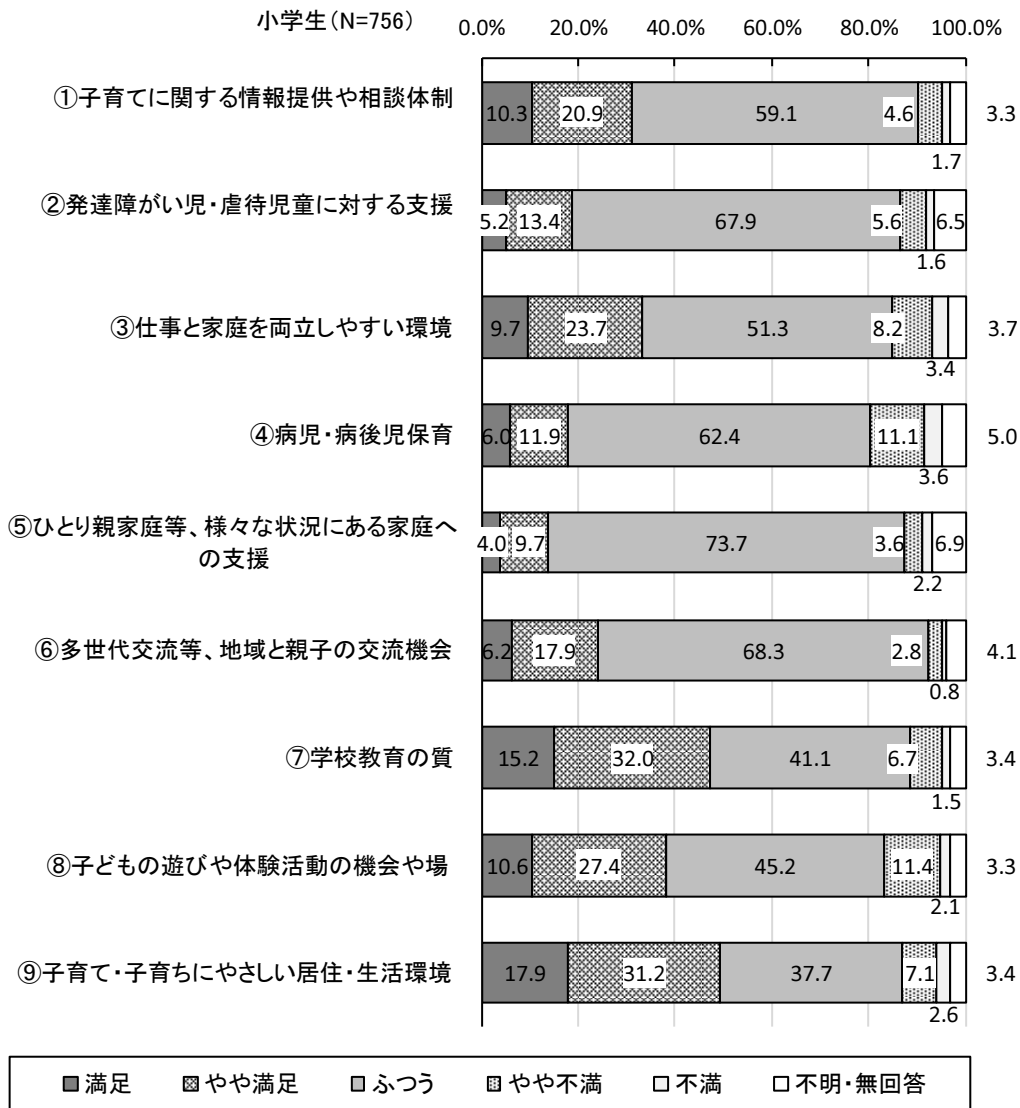 小学生(N=756)
0.0% 20.0% 40.0% 60.0% 80.0% 100.0%
①子育てに関する情報提供や相談体制
10.3 20.9 59.1 4.6 3.3
1.7
②発達障がい児・虐待児童に対する支援
5.2 13.4 67.9 5.6 6.5
1.6
③仕事と家庭を両立しやすい環境
9.7 23.7 51.3 8.2 3.7
3.4
④病児・病後児保育
6.0 11.9 62.4 11.1 5.0
3.6
⑤ひとり親家庭等、様々な状況にある家庭へ
の支援
4.0 9.7 73.7 3.6 6.9
2.2
⑥多世代交流等、地域と親子の交流機会
6.2 17.9 68.3 2.8 4.1
0.8
⑦学校教育の質
15.2 32.0 41.1 6.7 3.4
1.5
⑧子どもの遊びや体験活動の機会や場
10.6 27.4 45.2 11.4 3.3
2.1
⑨子育て・子育ちにやさしい居住・生活環境
17.9 31.2 37.7 7.1 3.4
2.6
満足 やや満足 ふつう やや不満 不満 不明・無回答